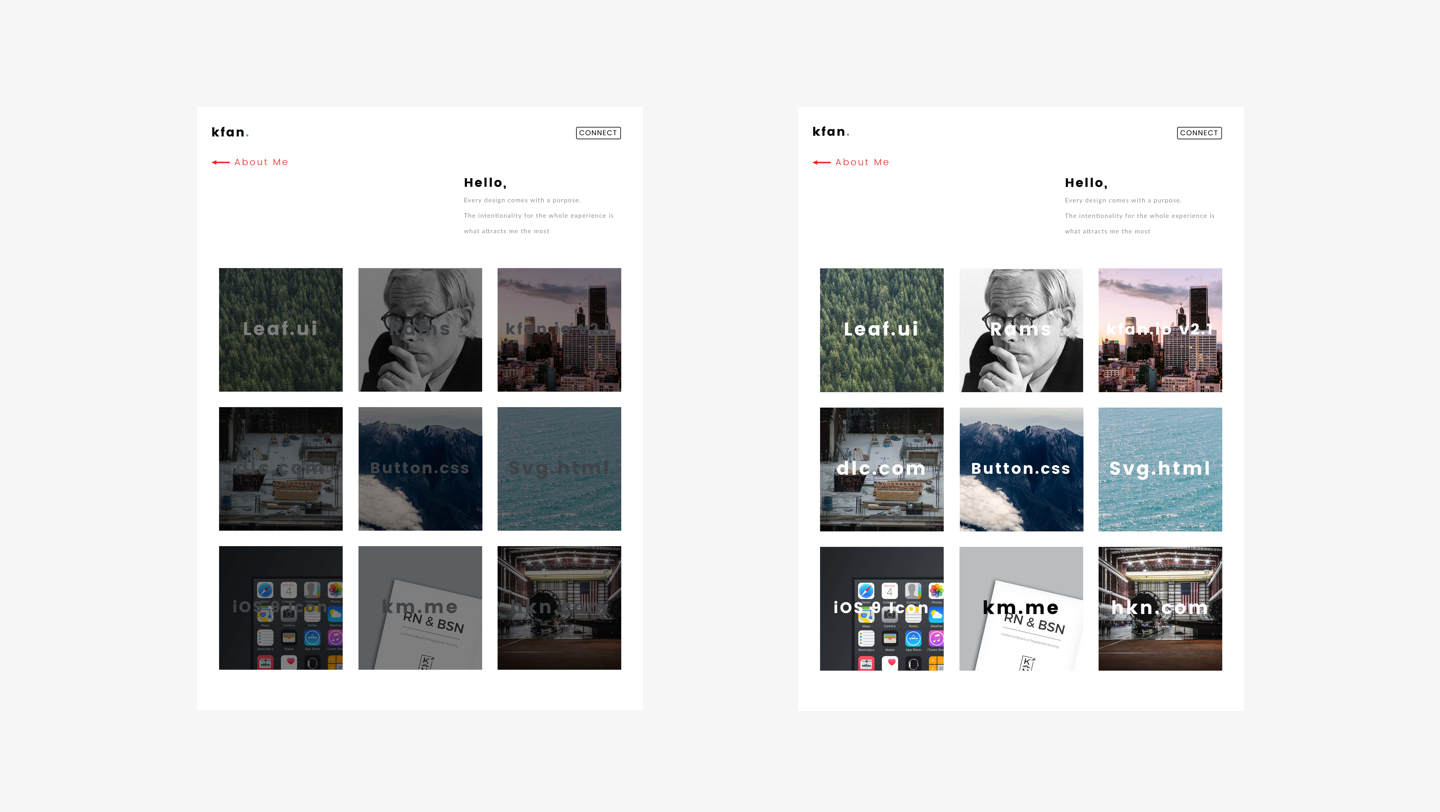 kfan.
CONNECT
About Me
Hello,
Every design comes with a purpose.
The intentionality for the whole experience is
what attracts me the most
Leaf.ui
Rams
kfan.io v2.1
dlc.com
Button.css
Svg.html
iOS 9 Icon
km.me
RN & BSN
hkn.com
kfan.
CONNECT
About Me
Hello,
Every design comes with a purpose.
The intentionality for the whole experience is
what attracts me the most
Leaf.ui
Rams
kfan.io v2.1
dlc.com
Button.css
Svg.html
iOS 9 Icon
km.me
RN & BSN
hkn.com